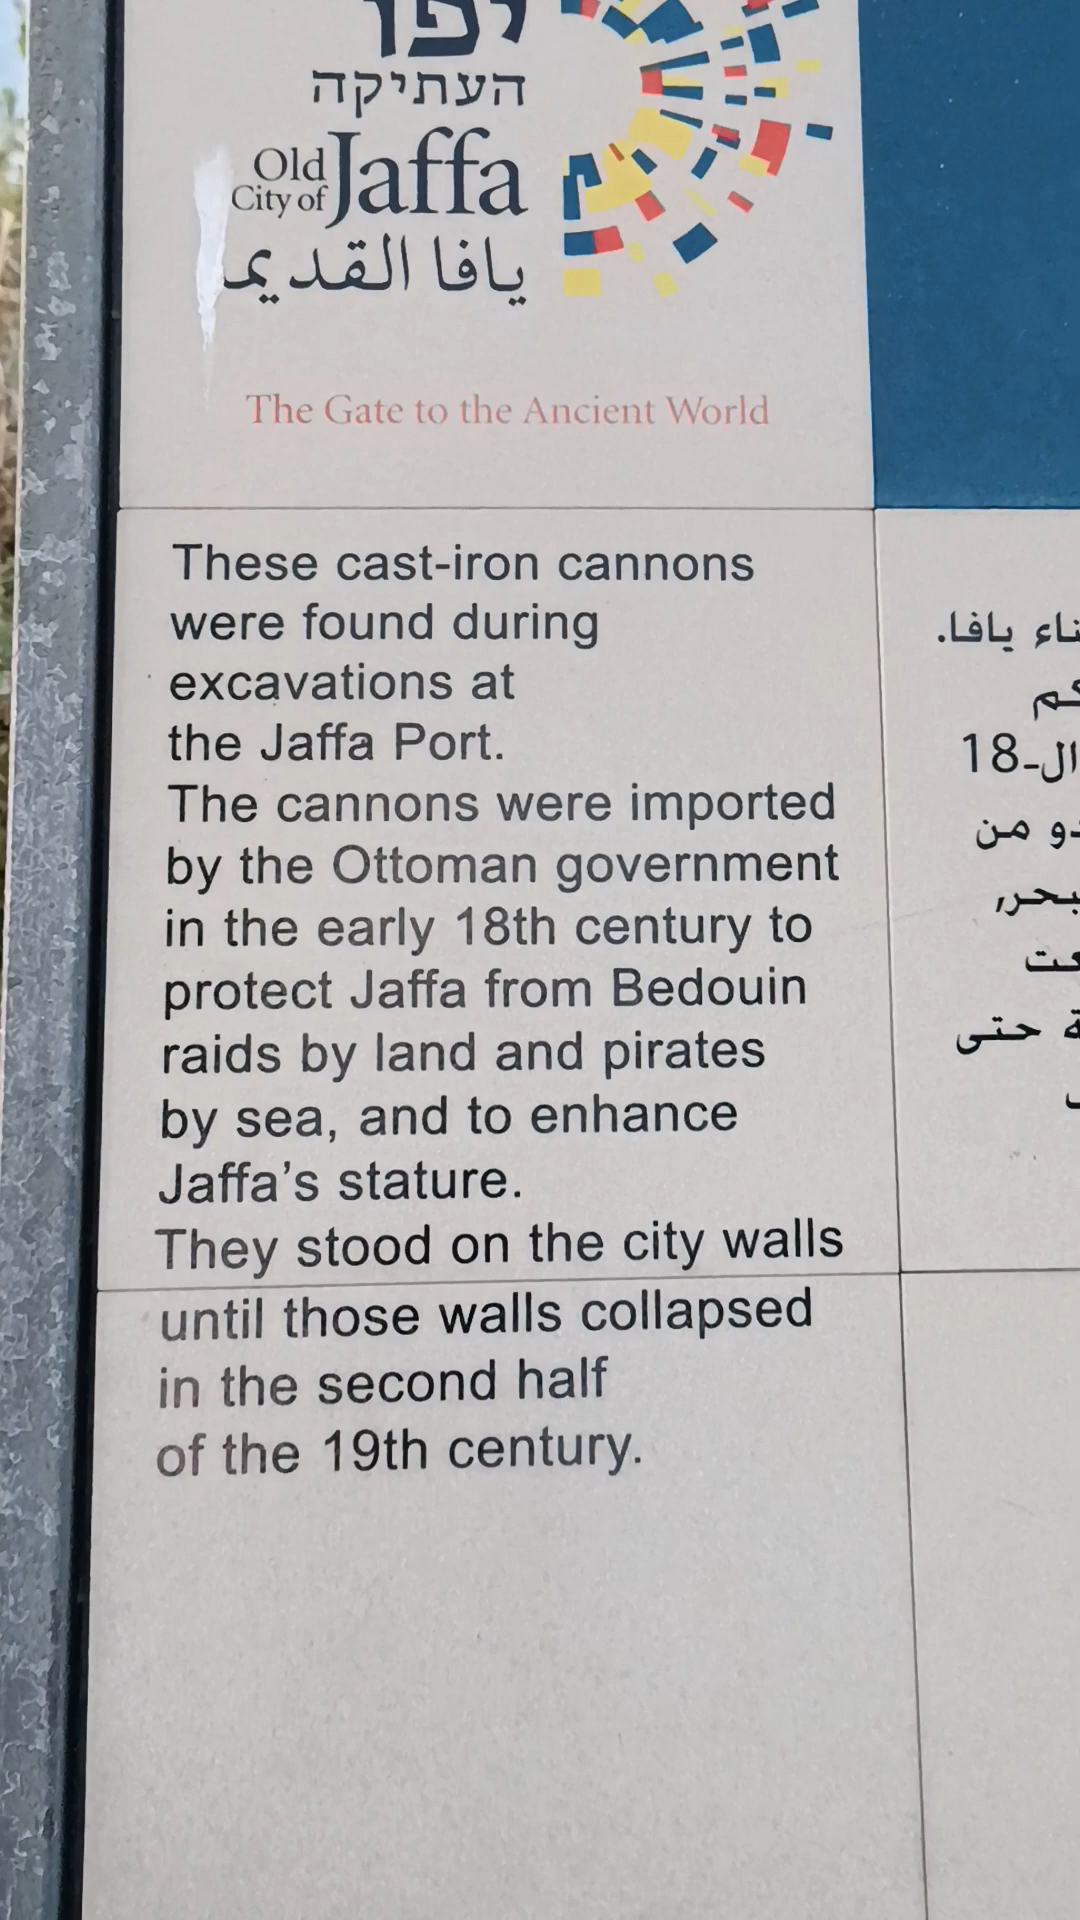 יפו
העתיקה
Old
City of Jaffa
يافا القديمـ
The Gate to the Ancient World
These cast-iron cannons
were found during
excavations at
the Jaffa Port.
The cannons were imported
by the Ottoman government
in the early 18th century to
protect Jaffa from Bedouin
raids by land and pirates
by sea, and to enhance
Jaffa's stature.
They stood on the city walls
until those walls collapsed
in the second half
of the 19th century.
يافا.
ال-18
من
حتى